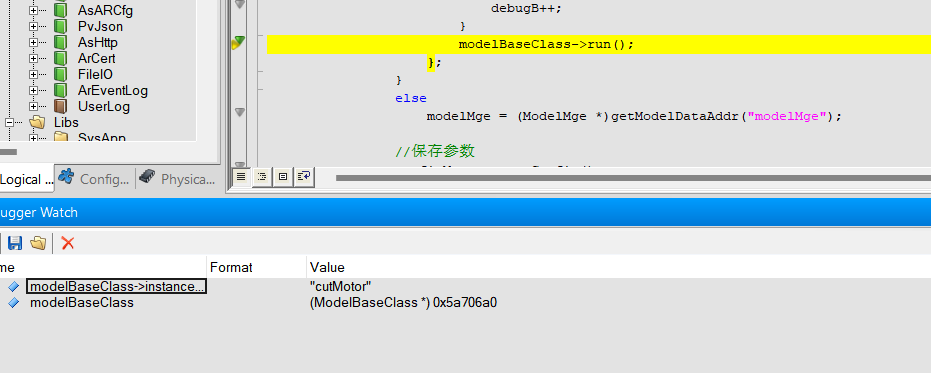 AsARCfg
PvJson
AsHttp
ArCert
FileIO
ArEventLog
UserLog
Libs
SysApp
Logical ...
Config...
Physica...
debugB++;
}
modelBaseClass->run();
};
}
else
modelMge = (ModelMge *)getModelDataAddr("modelMge");
//保存参数
ugger Watch
me
Format
Value
modelBaseClass->instance...
"cutMotor"
modelBaseClass
(ModelBaseClass *) 0x5a706a0